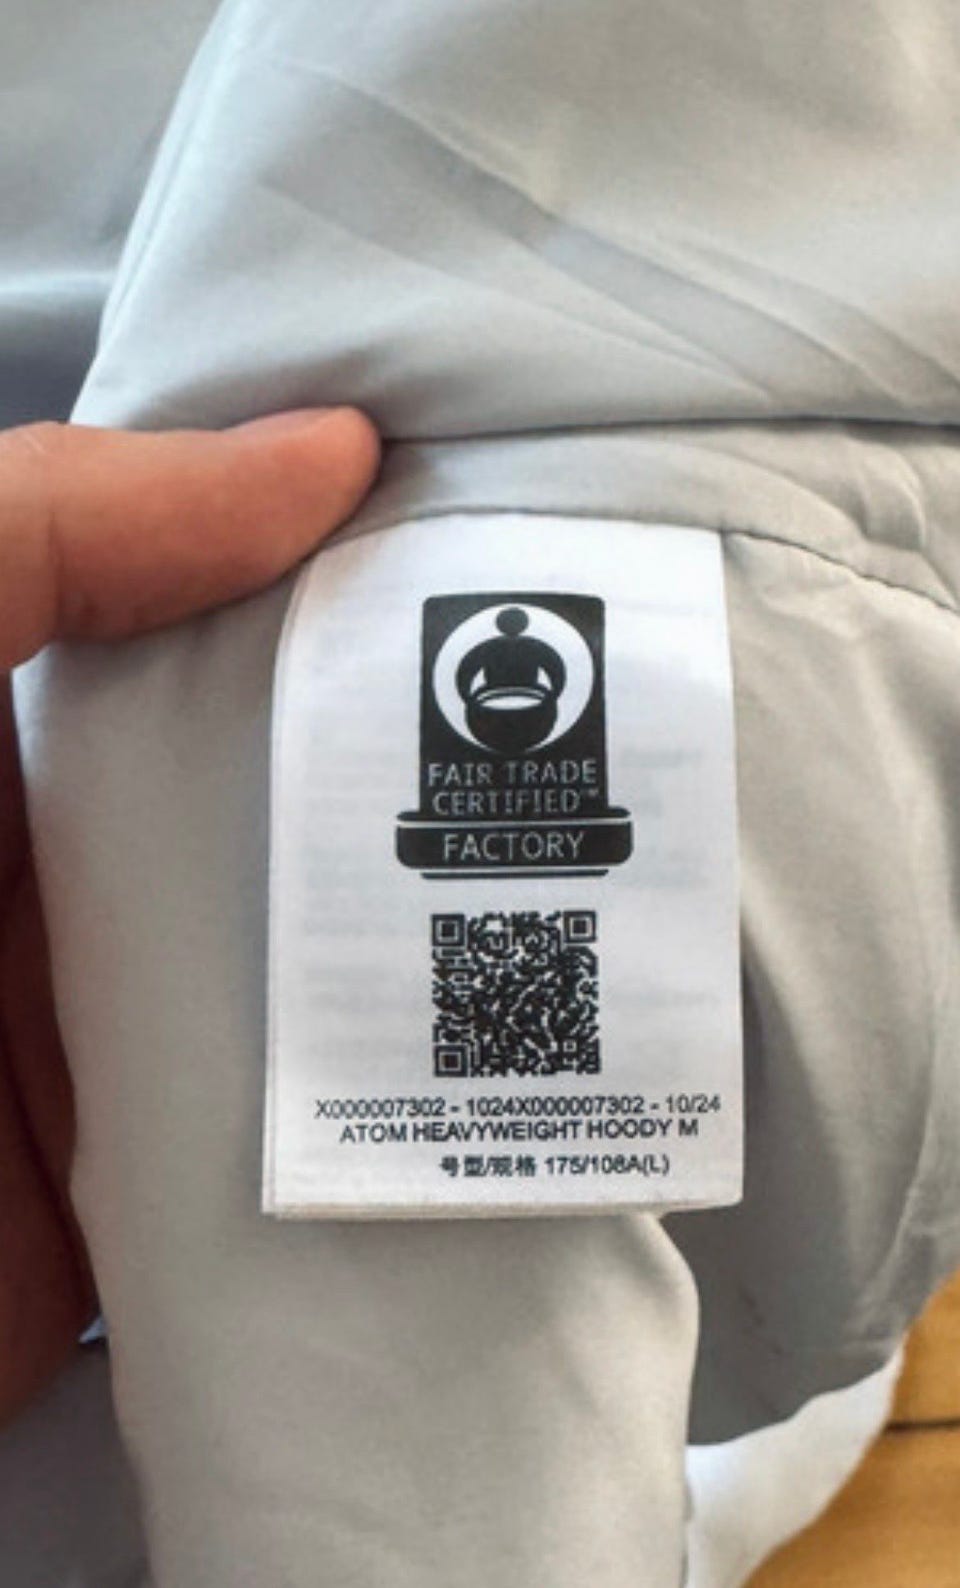 FAIR TRADE
CERTIFIED™
FACTORY
X000007302 - 1024X000007302 - 10/24
ATOM HEAVYWEIGHT HOODY M
号型/规格 175/108A(L)